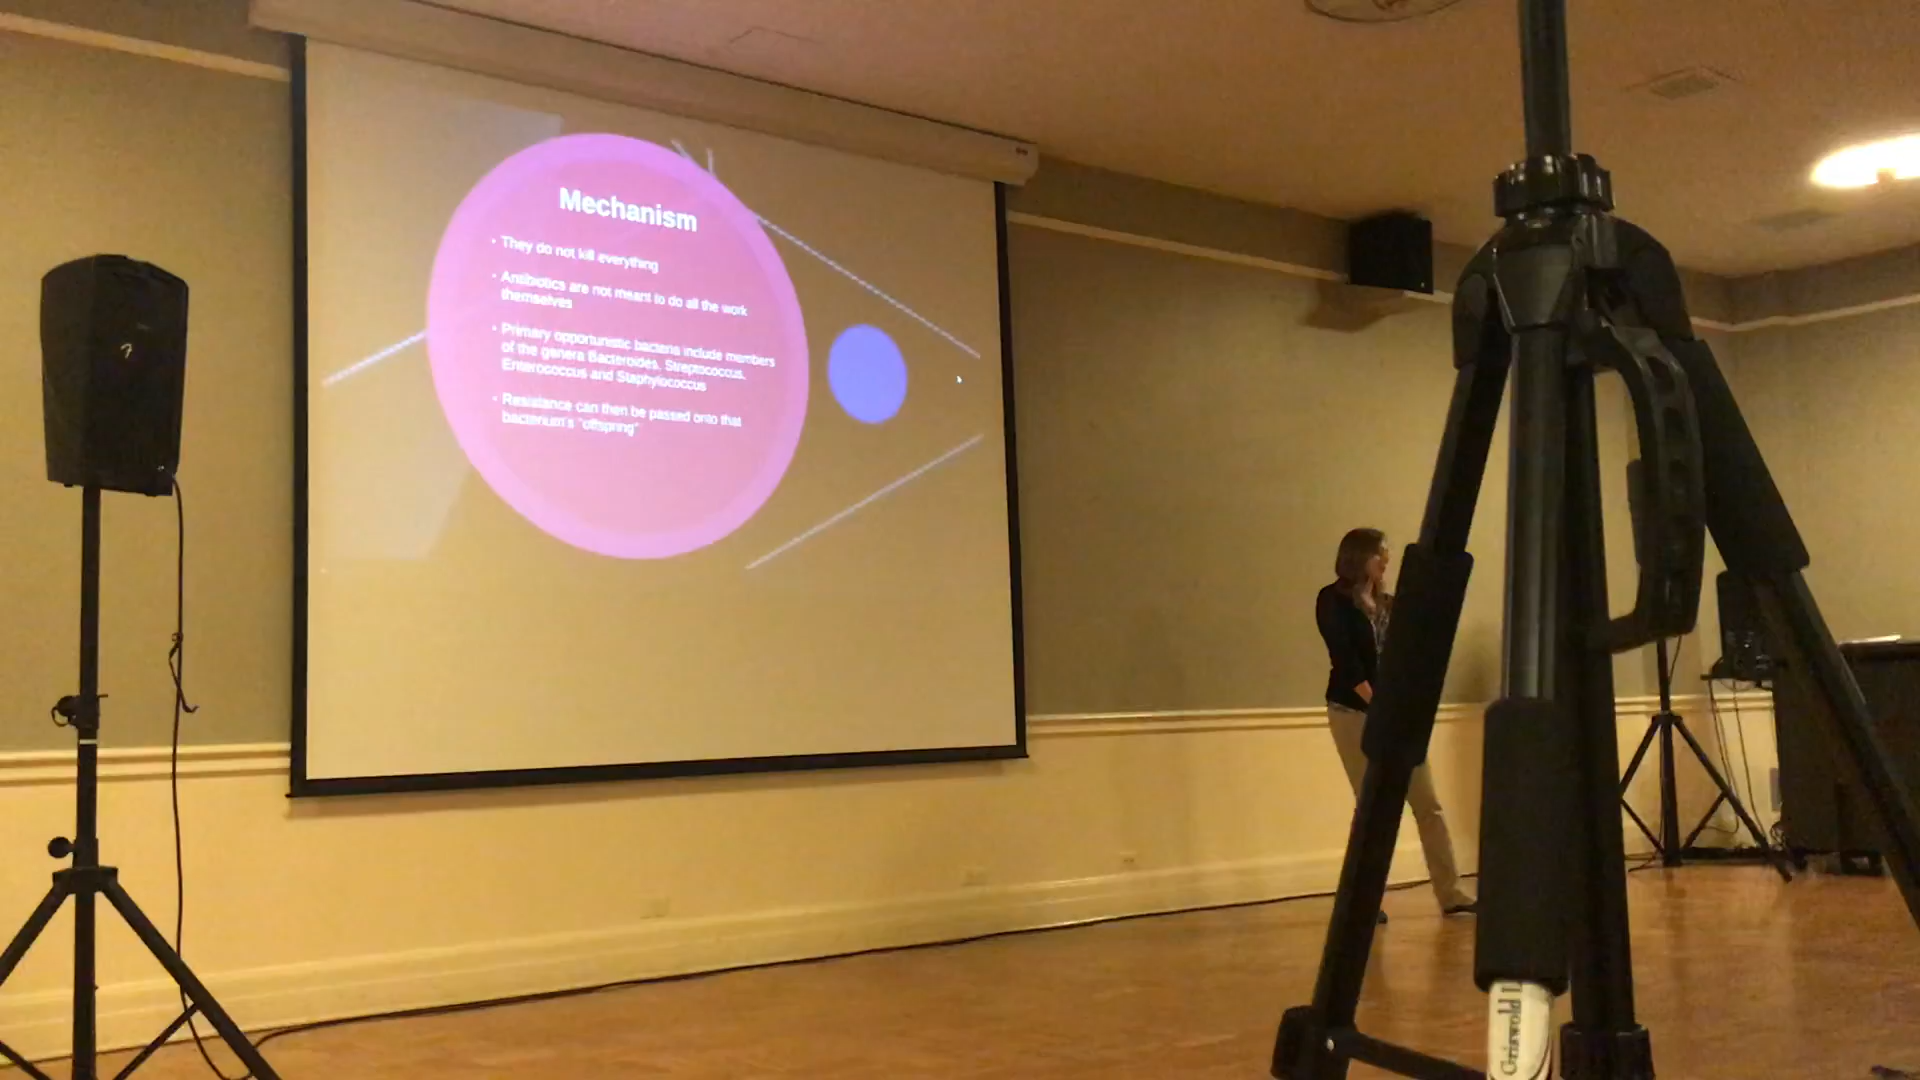 Mechanism
• They do not kill everything
• Antibiotics are not meant to do all the work
themselves
• Primary opportunistic bacteria include members
of the genera Bacteroides, Streptococcus,
Enterococcus and Staphylococcus
• Resistance can then be passed onto that
bacterium's "offspring"
Griswold